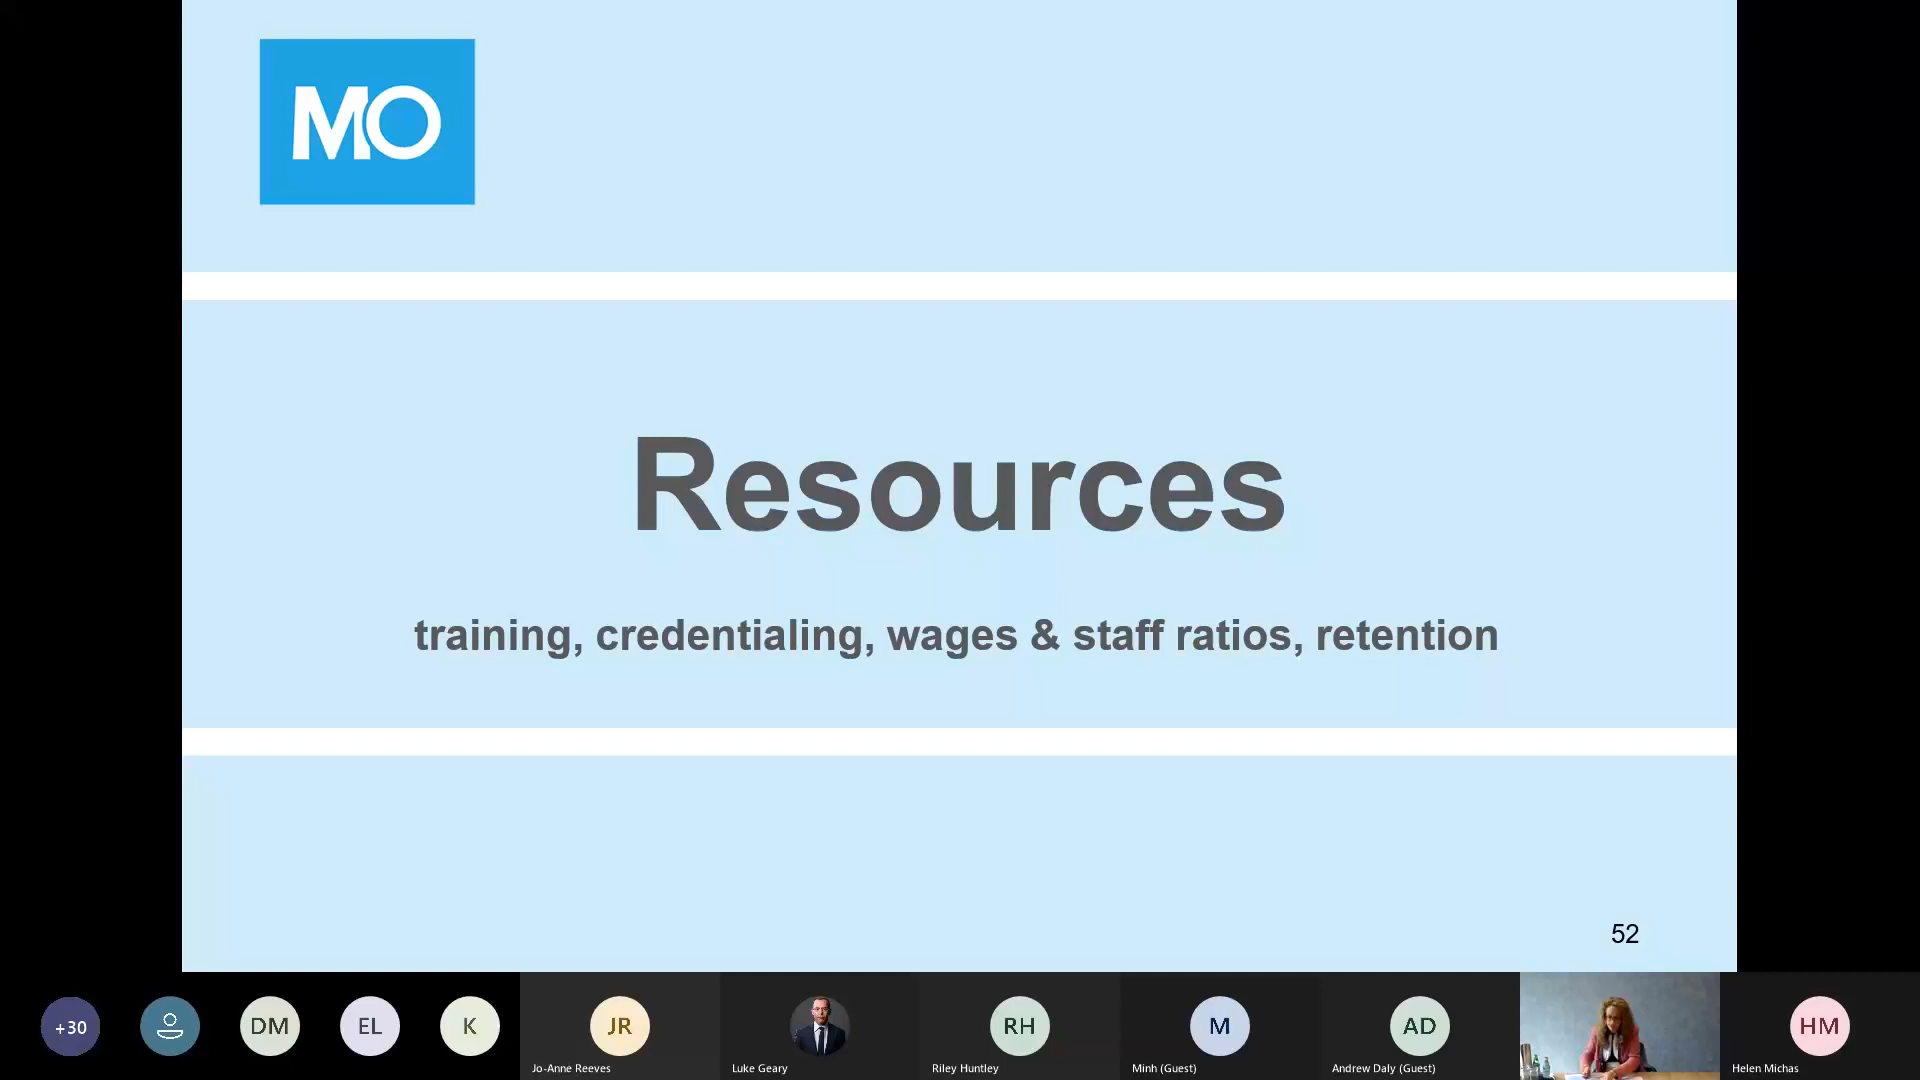 MO
Resources
training, credentialing, wages & staff ratios, retention
52
+30
DM
EL
K
JR
RH
M
AD
HM
Jo-Anne Reeves
Luke Geary
Riley Huntley
Minh (Guest)
Andrew Daly (Guest)
Helen Michas